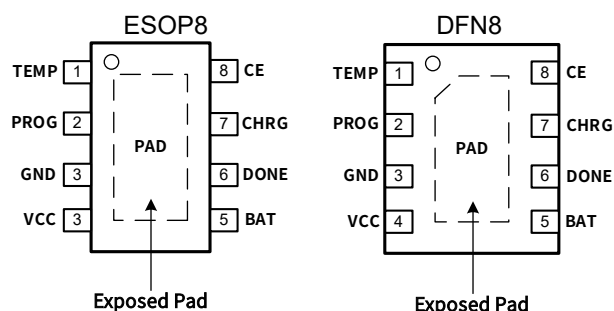 ESOP8
TEMP 1 8 CE
PROG 2 7 CHRG
PAD
GND 3 6 DONE
VCC 3 5 BAT
Exposed Pad
DFN8
TEMP 1 8 CE
PROG 2 7 CHRG
PAD
GND 3 6 DONE
VCC 4 5 BAT
Exposed Pad